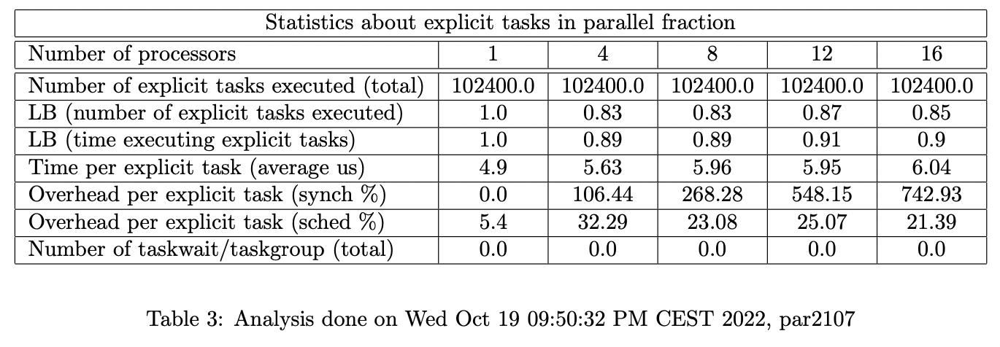 Statistics about explicit tasks in parallel fraction
Number of processors 1 4 8 12 16
Number of explicit tasks executed (total) 102400.0 102400.0 102400.0 102400.0 102400.0
LB (number of explicit tasks executed) 1.0 0.83 0.83 0.87 0.85
LB (time executing explicit tasks) 1.0 0.89 0.89 0.91 0.9
Time per explicit task (average us) 4.9 5.63 5.96 5.95 6.04
Overhead per explicit task (synch %) 0.0 106.44 268.28 548.15 742.93
Overhead per explicit task (sched %) 5.4 32.29 23.08 25.07 21.39
Number of taskwait/taskgroup (total) 0.0 0.0 0.0 0.0 0.0
Table 3: Analysis done on Wed Oct 19 09:50:32 PM CEST 2022, par2107